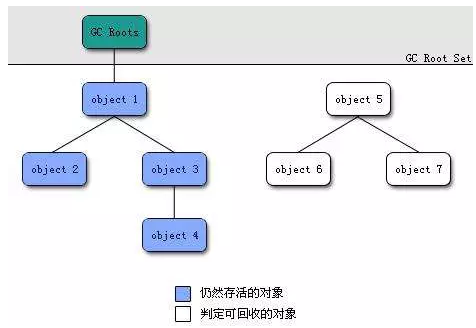 GC Roots
GC Root Set
object 1
object 5
object 2
object 3
object 6
object 7
object 4
仍然存活的对象
判定可回收的对象